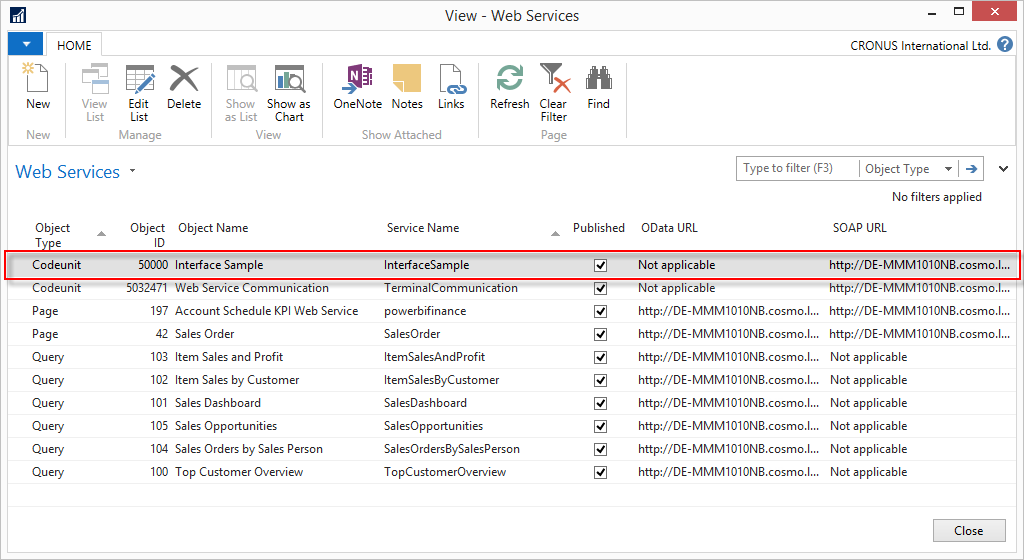 View - Web Services
HOME
CRONUS International Ltd. ?
New View List Edit List Delete Show as List Show as Chart OneNote Notes Links Refresh Clear Filter Find
New Manage View Show Attached Page
Web Services
Type to filter (F3) Object Type
No filters applied
Object Type Object ID Object Name Service Name Published OData URL SOAP URL
Codeunit 50000 Interface Sample InterfaceSample Not applicable http://DE-MMM1010NB.cosmo.l...
Codeunit 5032471 Web Service Communication TerminalCommunication Not applicable http://DE-MMM1010NB.cosmo.l...
Page 197 Account Schedule KPI Web Service powerbifinance http://DE-MMM1010NB.cosmo.l... http://DE-MMM1010NB.cosmo.l...
Page 42 Sales Order SalesOrder http://DE-MMM1010NB.cosmo.l... http://DE-MMM1010NB.cosmo.l...
Query 103 Item Sales and Profit ItemSalesAndProfit http://DE-MMM1010NB.cosmo.l... Not applicable
Query 102 Item Sales by Customer ItemSalesByCustomer http://DE-MMM1010NB.cosmo.l... Not applicable
Query 101 Sales Dashboard SalesDashboard http://DE-MMM1010NB.cosmo.l... Not applicable
Query 105 Sales Opportunities SalesOpportunities http://DE-MMM1010NB.cosmo.l... Not applicable
Query 104 Sales Orders by Sales Person SalesOrdersBySalesPerson http://DE-MMM1010NB.cosmo.l... Not applicable
Query 100 Top Customer Overview TopCustomerOverview http://DE-MMM1010NB.cosmo.l... Not applicable
Close